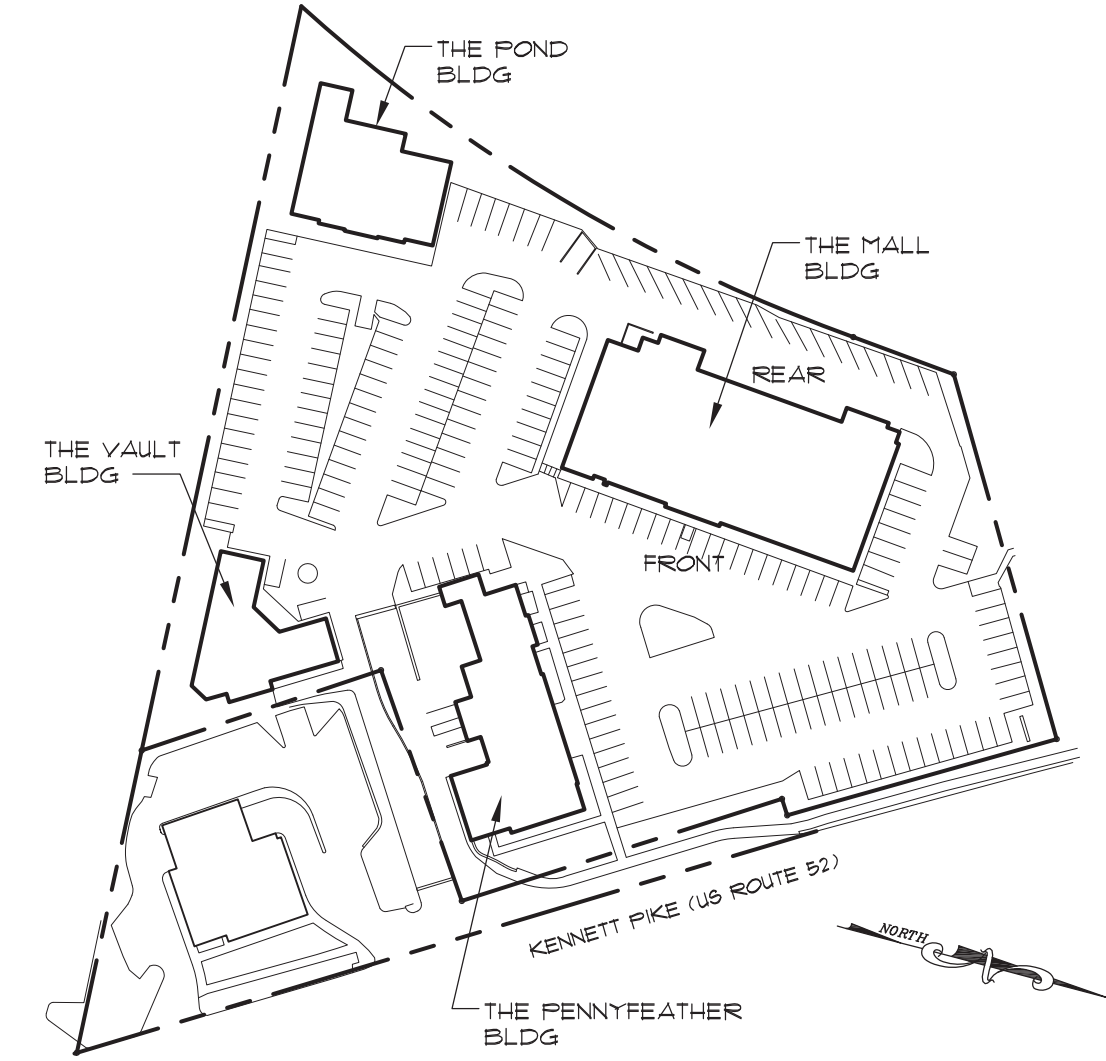 THE POND
BLDG
THE MALL
BLDG
REAR
THE VAULT
BLDG
FRONT
KENNETT PIKE (US ROUTE 52)
NORTH
THE PENNYFEATHER
BLDG